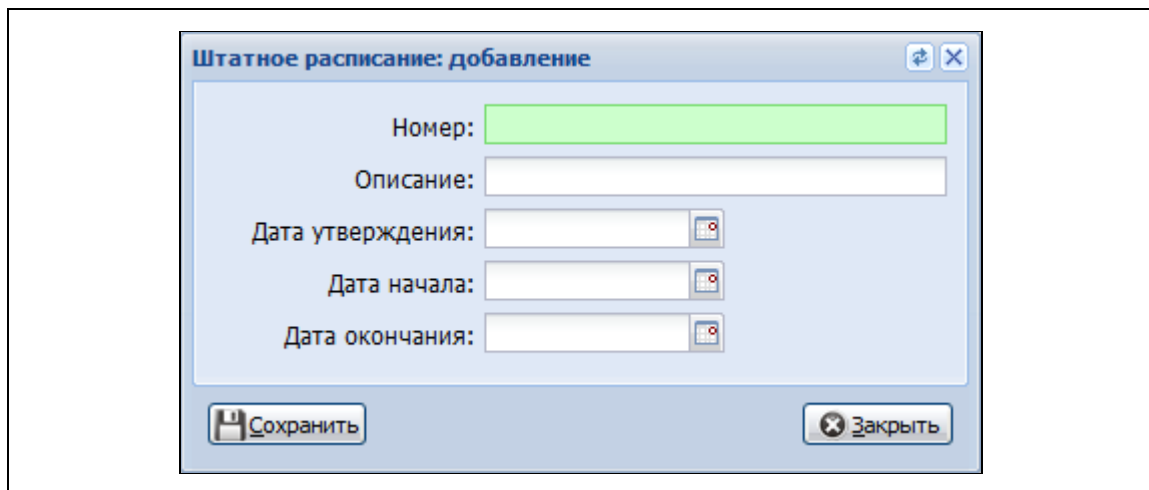 Штатное расписание: добавление
Номер:
Описание:
Дата утверждения:
Дата начала:
Дата окончания:
Сохранить Закрыть